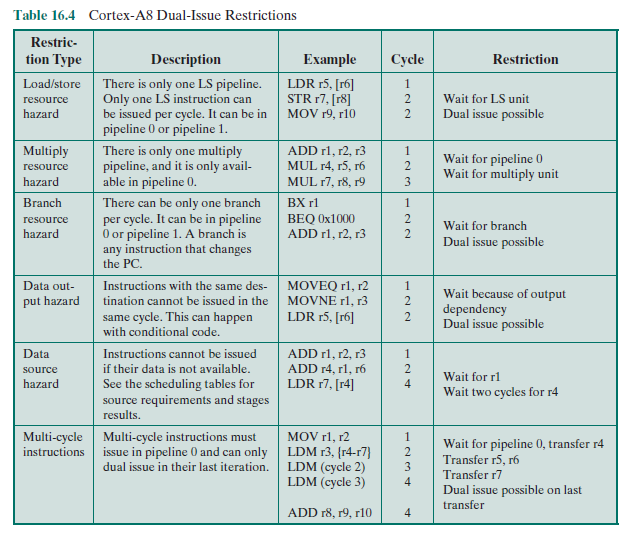 Table 16.4 Cortex-A8 Dual-Issue Restrictions
Restric-
tion Type Description Example Cycle Restriction
Load/store
resource
hazard
There is only one LS pipeline.
Only one LS instruction can
be issued per cycle. It can be in
pipeline 0 or pipeline 1.
LDR r5, [r6]
STR r7, [r8]
MOV r9, r10
1
2
2
Wait for LS unit
Dual issue possible
Multiply
resource
hazard
There is only one multiply
pipeline, and it is only avail-
able in pipeline 0.
ADD r1, r2, r3
MUL r4, r5, r6
MUL r7, r8, r9
1
2
3
Wait for pipeline 0
Wait for multiply unit
Branch
resource
hazard
There can be only one branch
per cycle. It can be in pipeline
0 or pipeline 1. A branch is
any instruction that changes
the PC.
BX r1
BEQ 0x1000
ADD r1, r2, r3
1
2
2
Wait for branch
Dual issue possible
Data out-
put hazard
Instructions with the same des-
tination cannot be issued in the
same cycle. This can happen
with conditional code.
MOVEQ r1, r2
MOVNE r1, r3
LDR r5, [r6]
1
2
2
Wait because of output
dependency
Dual issue possible
Data
source
hazard
Instructions cannot be issued
if their data is not available.
See the scheduling tables for
source requirements and stages
results.
ADD r1, r2, r3
ADD r4, r1, r6
LDR r7, [r4]
1
2
4
Wait for r1
Wait two cycles for r4
Multi-cycle
instructions
Multi-cycle instructions must
issue in pipeline 0 and can only
dual issue in their last iteration.
MOV r1, r2
LDM r3, {r4-r7}
LDM (cycle 2)
LDM (cycle 3)
ADD r8, r9, r10
1
2
3
4
4
Wait for pipeline 0, transfer r4
Transfer r5, r6
Transfer r7
Dual issue possible on last
transfer